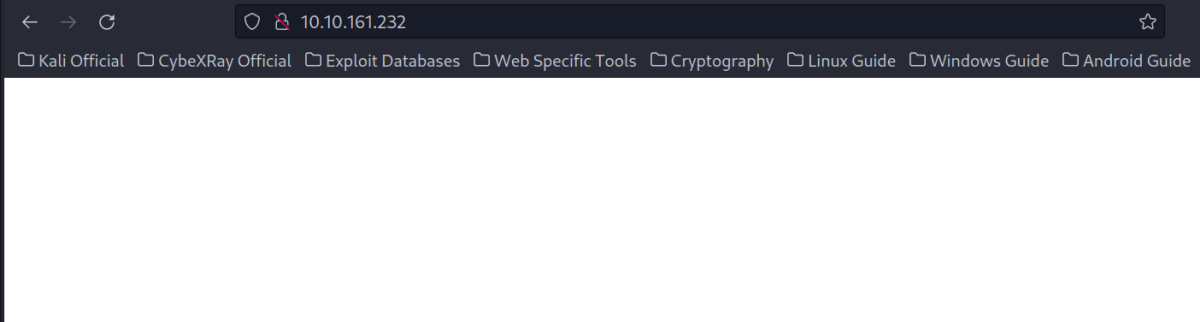 10.10.161.232
Kali Official CybeXRay Official Exploit Databases Web Specific Tools Cryptography Linux Guide Windows Guide Android Guide